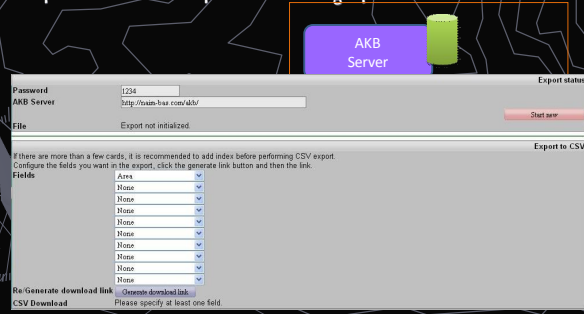 AKB
Server
Export status
Password 1234
AKB Server http://naim-bas.com/akb/
Start new
File Export not initialized.
Export to CSV
If there are more than a few cards, it is recommended to add index before performing CSV export.
Configure the fields you want in the export, click the generate link button and then the link.
Fields Area
None
None
None
None
None
None
None
None
None
Re/Generate download link Generate download link
CSV Download Please specify at least one field.